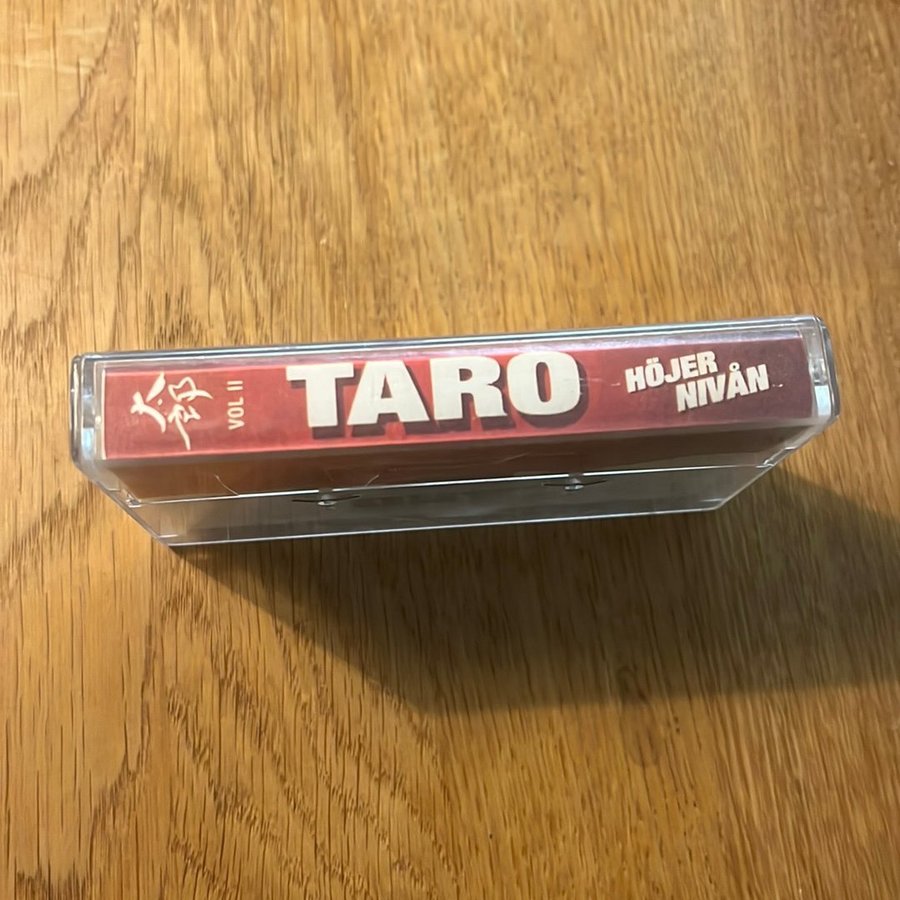 太郎
VOL II
TARO
HÖJER
NIVÅN